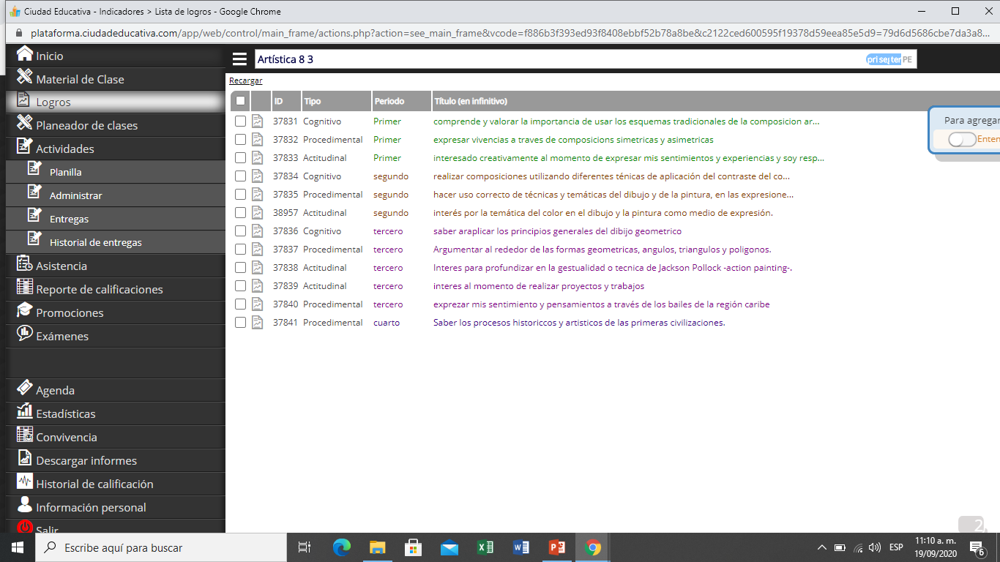 Ciudad Educativa - Indicadores > Lista de logros - Google Chrome
plataforma.ciudadeducativa.com/app/web/control/main_frame/actions.php?action=see_main_frame&vcode=f886b3f393ed93f8408ebbf52b78a8be&c2122ced600595f19378d59eea85e5d9=79d6d5686cbe7da3a8...
Inicio
Material de Clase
Logros
Planeador de clases
Actividades
Planilla
Administrar
Entregas
Historial de entregas
Asistencia
Reporte de calificaciones
Promociones
Exámenes
Agenda
Estadísticas
Convivencia
Descargar informes
Historial de calificación
Información personal
Salir
Artística 8 3
PE
Recargar
ID Tipo Periodo Título (en infinitivo)
37831 Cognitivo Primer comprende y valorar la importancia de usar los esquemas tradicionales de la composicion ar...
37832 Procedimental Primer expresar vivencias a traves de composicions simetricas y asimetricas
37833 Actitudinal Primer interesado creativamente al momento de expresar mis sentimientos y experiencias y soy resp...
37834 Cognitivo segundo realizar composiciones utilizando diferentes ténicas de aplicación del contraste del co...
37835 Procedimental segundo hacer uso correcto de técnicas y temáticas del dibujo y de la pintura, en las expresione...
38957 Actitudinal segundo interés por la temática del color en el dibujo y la pintura como medio de expresión.
37836 Cognitivo tercero saber araplicar los principios generales del dibijo geometrico
37837 Procedimental tercero Argumentar al rededor de las formas geometricas, angulos, triangulos y poligonos.
37838 Actitudinal tercero Interes para profundizar en la gestualidad o tecnica de Jackson Pollock -action painting-.
37839 Actitudinal tercero interes al momento de realizar proyectos y trabajos
37840 Procedimental tercero exprezar mis sentimiento y pensamientos a través de los bailes de la región caribe
37841 Procedimental cuarto Saber los procesos historiccos y artisticos de las primeras civilizaciones.
Para agregar
Enten
2
Escribe aquí para buscar
ESP
11:10 a. m.
19/09/2020
6